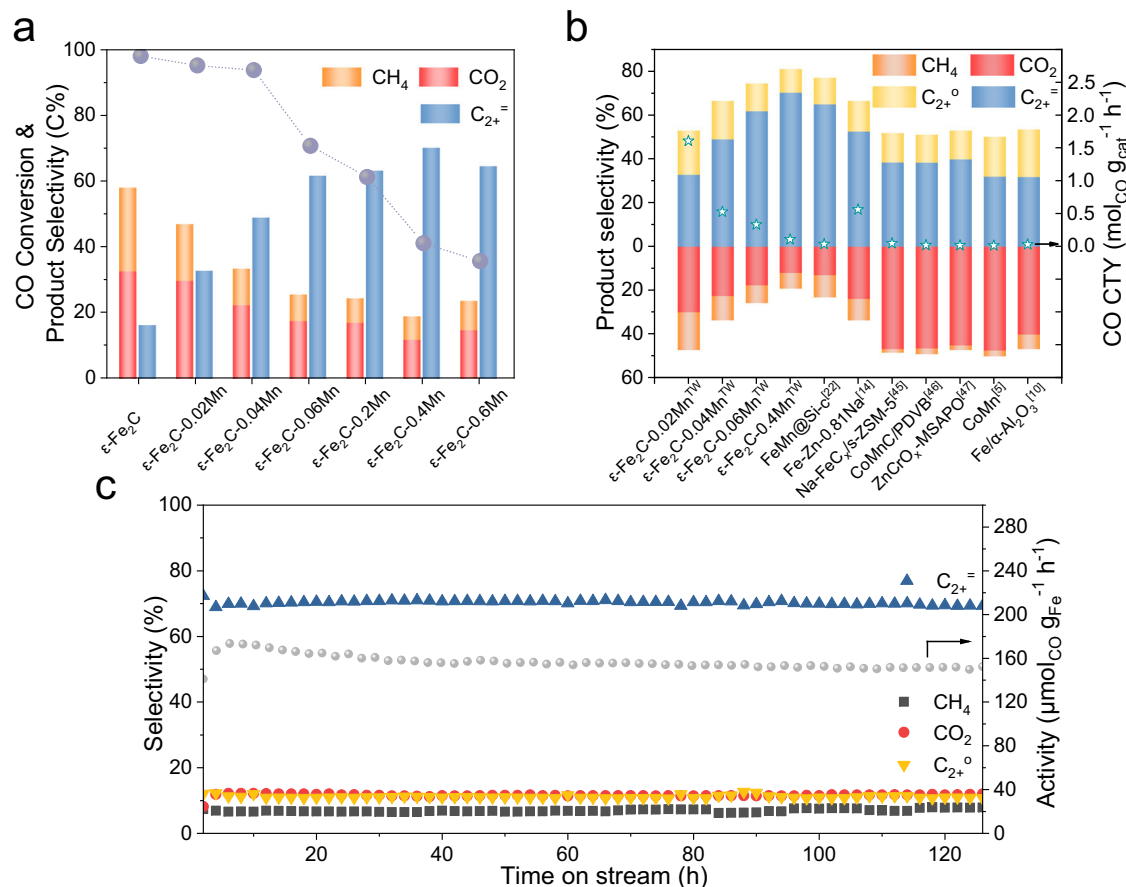 a
CO Conversion &
Product Selectivity (C%)
100
80
60
40
20
0
CH₄
CO₂
C₂₊⁼
ε-Fe₂C
ε-Fe₂C-0.02Mn
ε-Fe₂C-0.04Mn
ε-Fe₂C-0.06Mn
ε-Fe₂C-0.2Mn
ε-Fe₂C-0.4Mn
ε-Fe₂C-0.6Mn
b
Product selectivity (%)
80
60
40
20
0
20
40
60
CH₄
CO₂
C₂₊ᵒ
C₂₊⁼
2.5
2.0
1.5
1.0
0.5
0.0
CO CTY (mol_CO g_cat⁻¹ h⁻¹)
ε-Fe₂C-0.02Mnᵀᵂ
ε-Fe₂C-0.04Mnᵀᵂ
ε-Fe₂C-0.06Mnᵀᵂ
ε-Fe₂C-0.4Mnᵀᵂ
FeMn@Si-c[22]
Fe-Zn-0.81Na[14]
Na-FeCₓ/s-ZSM-5[45]
CoMnC/PDVB[46]
ZnCrOₓ-MSAPO[47]
CoMn[5]
Fe/α-Al₂O₃[10]
c
Selectivity (%)
100
80
60
40
20
0
C₂₊⁼
CH₄
CO₂
C₂₊ᵒ
280
240
200
160
120
80
40
0
Activity (μmol_CO g_Fe⁻¹ h⁻¹)
20
40
60
80
100
120
Time on stream (h)